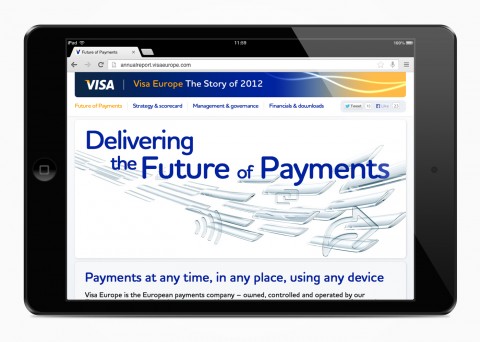 iPad 11:59 100%
Future of Payments
annualreport.visaeurope.com
VISA Visa Europe The Story of 2012
Future of Payments Strategy & scorecard Management & governance Financials & downloads Tweet Like
Delivering
the Future of Payments
Payments at any time, in any place, using any device
Visa Europe is the European payments company – owned, controlled and operated by our